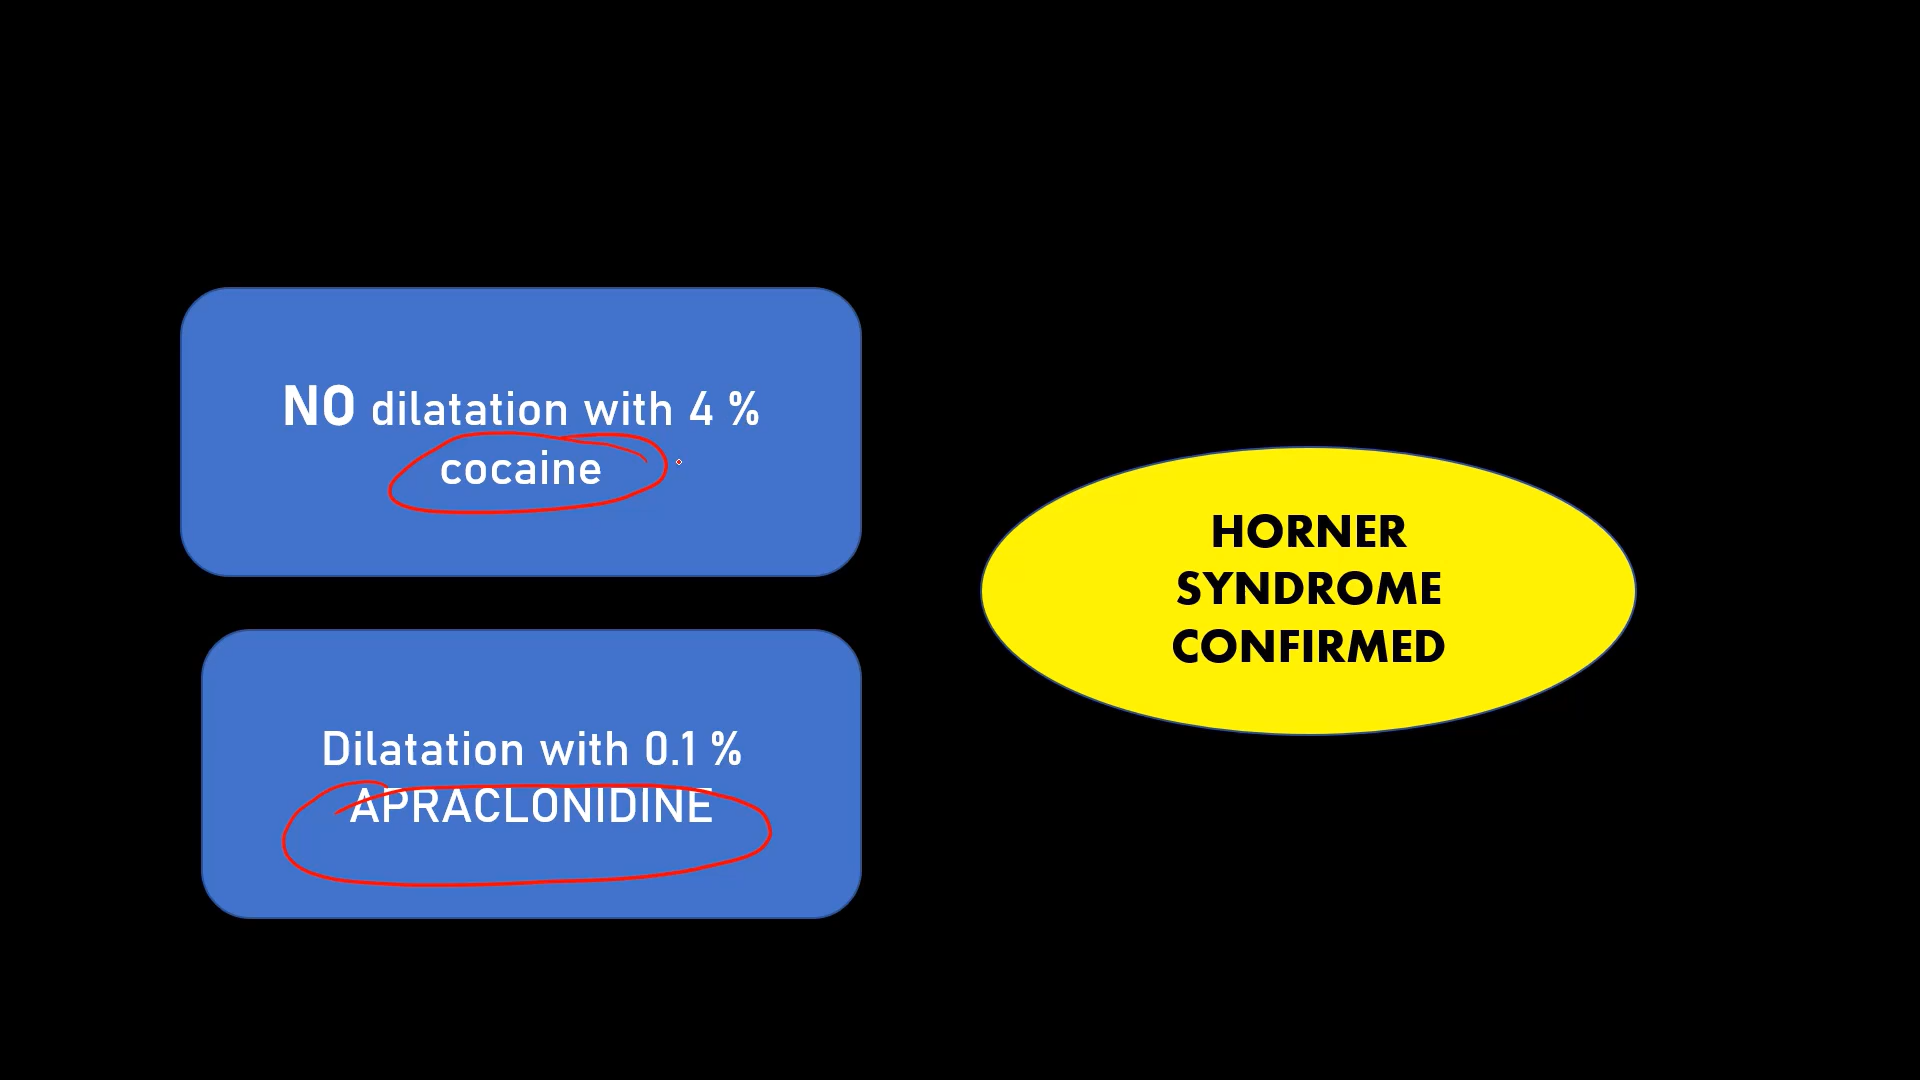 NO dilatation with 4 %
cocaine
Dilatation with 0.1 %
APRACLONIDINE
HORNER
SYNDROME
CONFIRMED